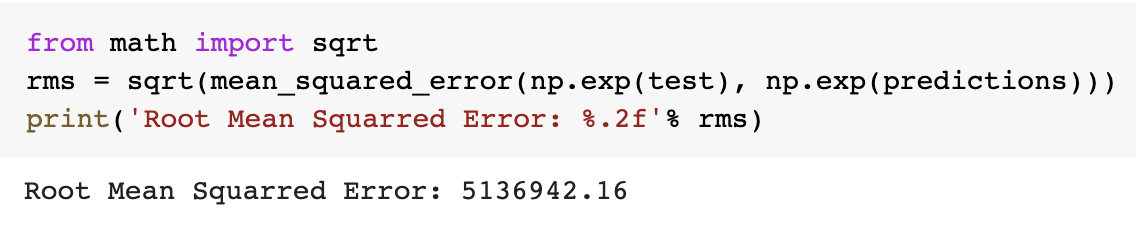 from math import sqrt
rms = sqrt(mean_squared_error(np.exp(test), np.exp(predictions)))
print('Root Mean Squarred Error: %.2f'% rms)
Root Mean Squarred Error: 5136942.16